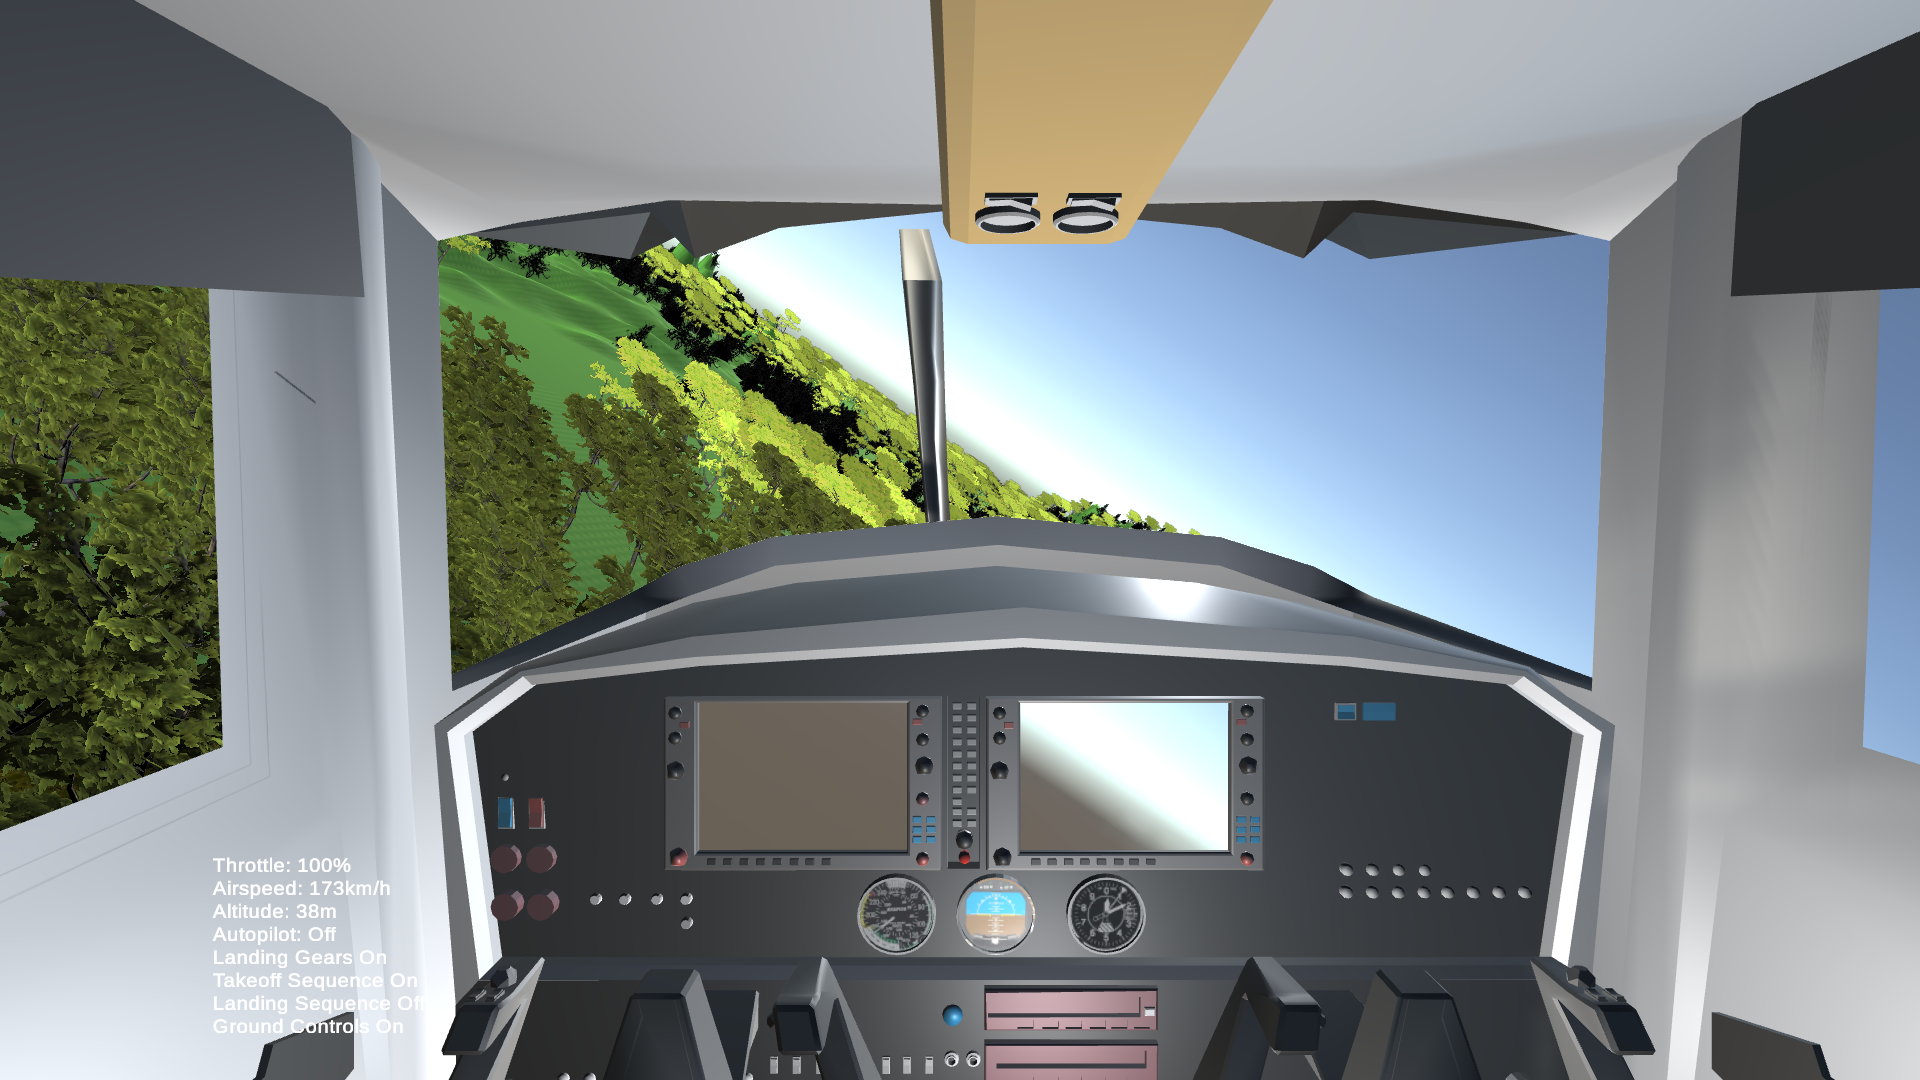 Throttle: 100%
Airspeed: 173km/h
Altitude: 38m
Autopilot: Off
Landing Gears On
Takeoff Sequence On
Landing Sequence Off
Ground Controls On